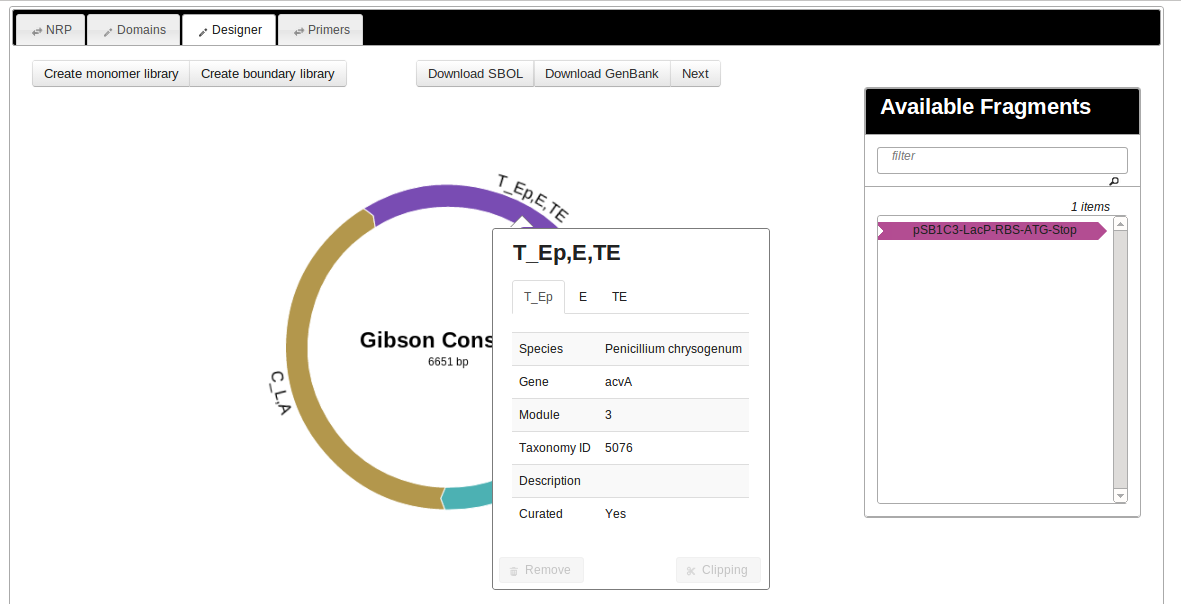 NRP Domains Designer Primers
Create monomer library Create boundary library Download SBOL Download GenBank Next
Available Fragments
filter
1 items
pSB1C3-LacP-RBS-ATG-Stop
T_Ep,E,TE
Gibson Cons
6651 bp
C_L,A
T_Ep,E,TE
T_Ep E TE
Species Penicillium chrysogenum
Gene acvA
Module 3
Taxonomy ID 5076
Description
Curated Yes
Remove Clipping